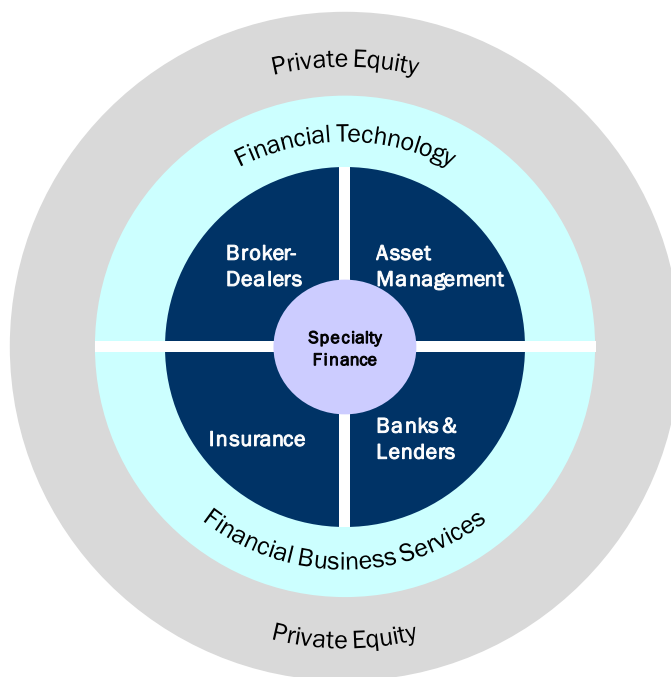 Private Equity
Financial Technology
Broker-
Dealers
Asset
Management
Specialty
Finance
Insurance
Banks &
Lenders
Financial Business Services
Private Equity